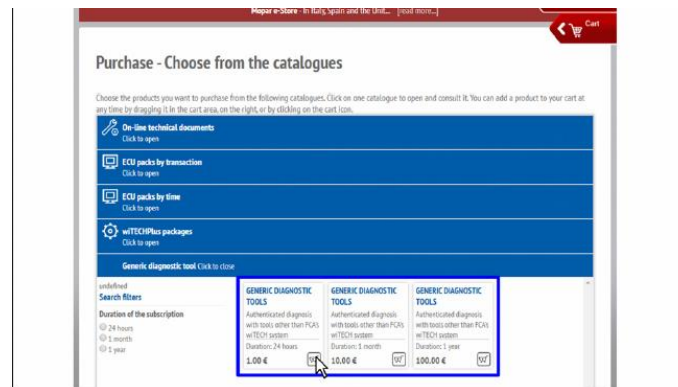 Mopar e-Store - In Italy, Spain and the Unit... [read more...]
Cart
Purchase - Choose from the catalogues
Choose the products you want to purchase from the following catalogues. Click on one catalogue to open and consult it. You can add a product to your cart at
any time by dragging it in the cart area, on the right, or by clicking on the cart icon.
On-line technical documents
Click to open
ECU packs by transaction
Click to open
ECU packs by time
Click to open
wiTECHPlus packages
Click to open
Generic diagnostic tool Click to close
undefined
Search filters
Duration of the subscription
24 hours
1 month
1 year
GENERIC DIAGNOSTIC
TOOLS
Authenticated diagnosis
with tools other than FCA's
wiTECH system
Duration: 24 hours
1.00 €
GENERIC DIAGNOSTIC
TOOLS
Authenticated diagnosis
with tools other than FCA's
wiTECH system
Duration: 1 month
10.00 €
GENERIC DIAGNOSTIC
TOOLS
Authenticated diagnosis
with tools other than FCA's
wiTECH system
Duration: 1 year
100.00 €